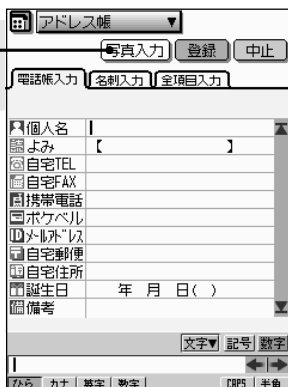 アドレス帳 ▼
写真入力 登録 中止
電話帳入力 名刺入力 全項目入力
個人名
よみ 【 】
自宅TEL
自宅FAX
携帯電話
ポケベル
ID メールアドレス
自宅郵便
自宅住所
誕生日 年 月 日( )
備考
文字▼ 記号 数字
ひら カナ 英字 数字 CAPS 半角